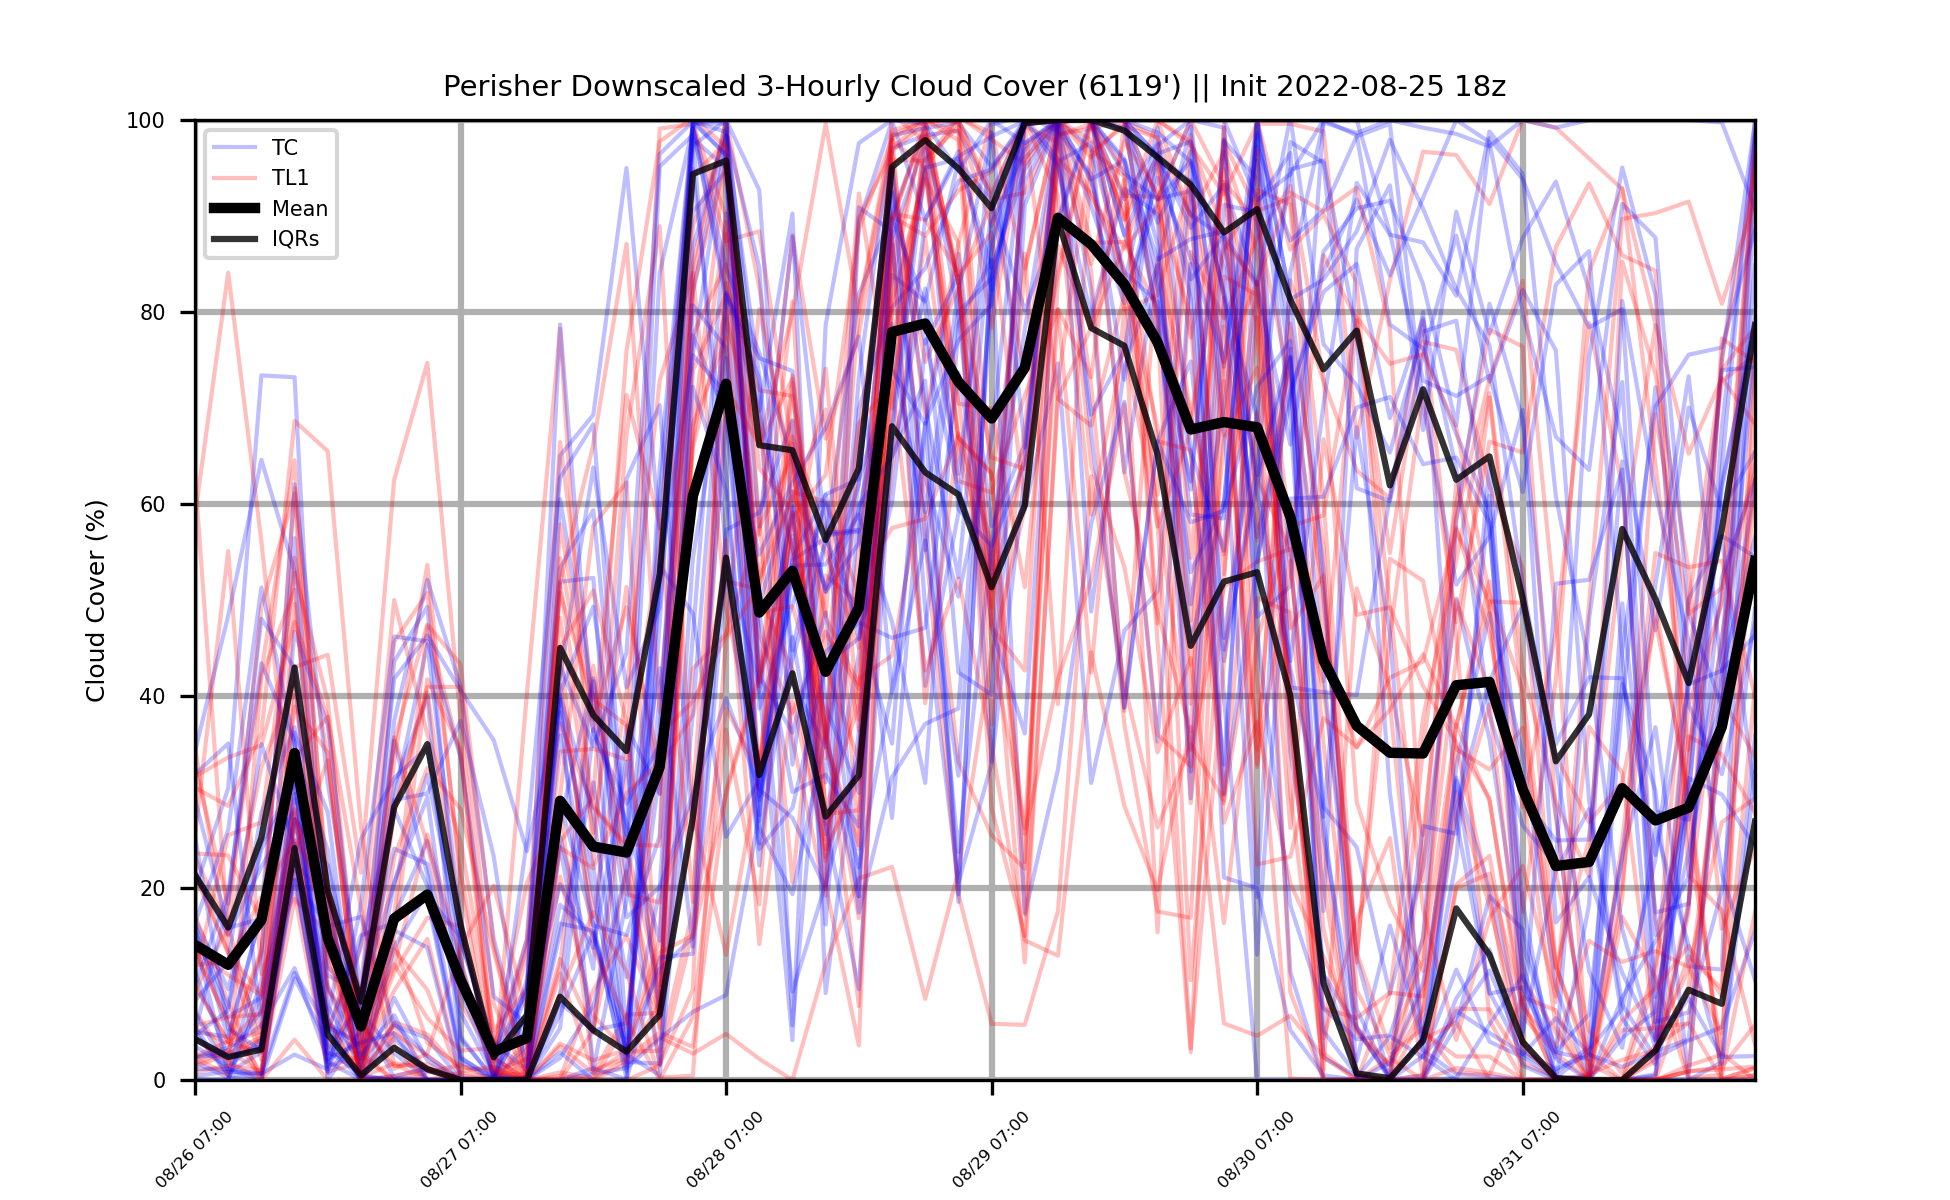 Perisher Downscaled 3-Hourly Cloud Cover (6119') || Init 2022-08-25 18z
Cloud Cover (%)
100
80
60
40
20
0
TC
TL1
Mean
IQRs
08/26 07:00
08/27 07:00
08/28 07:00
08/29 07:00
08/30 07:00
08/31 07:00